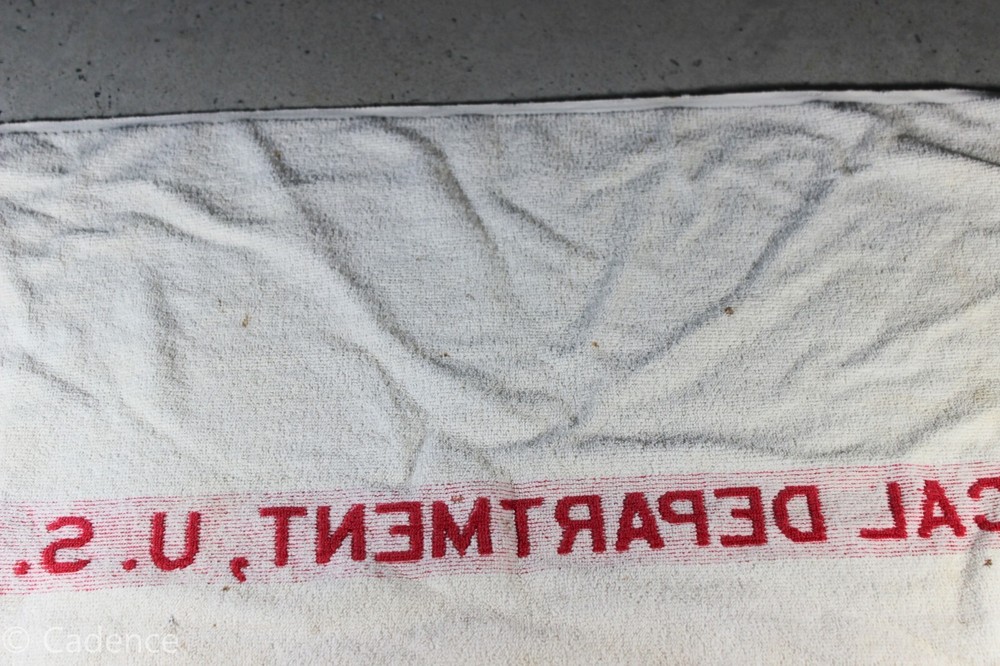 CAL DEPARTMENT, U. S.
© Cadence